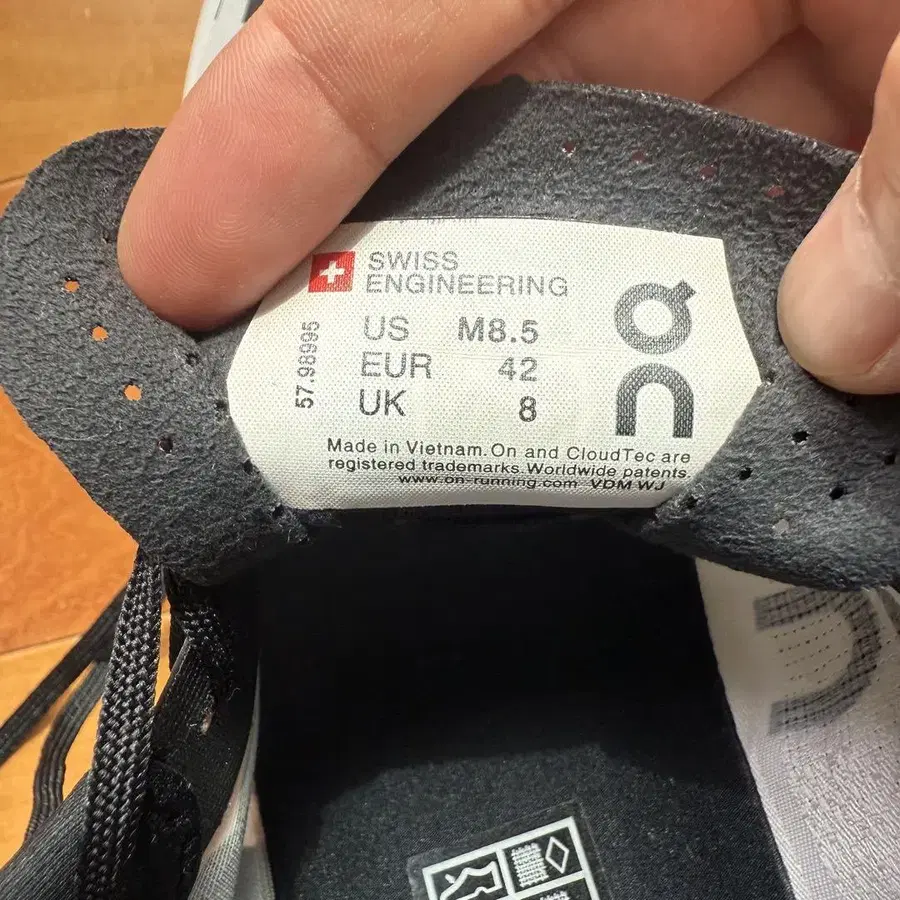 SWISS
ENGINEERING
US M8.5
EUR 42
UK 8
57.98995
On
Made in Vietnam. On and CloudTec are
registered trademarks. Worldwide patents.
www.on-running.com VDM WJ